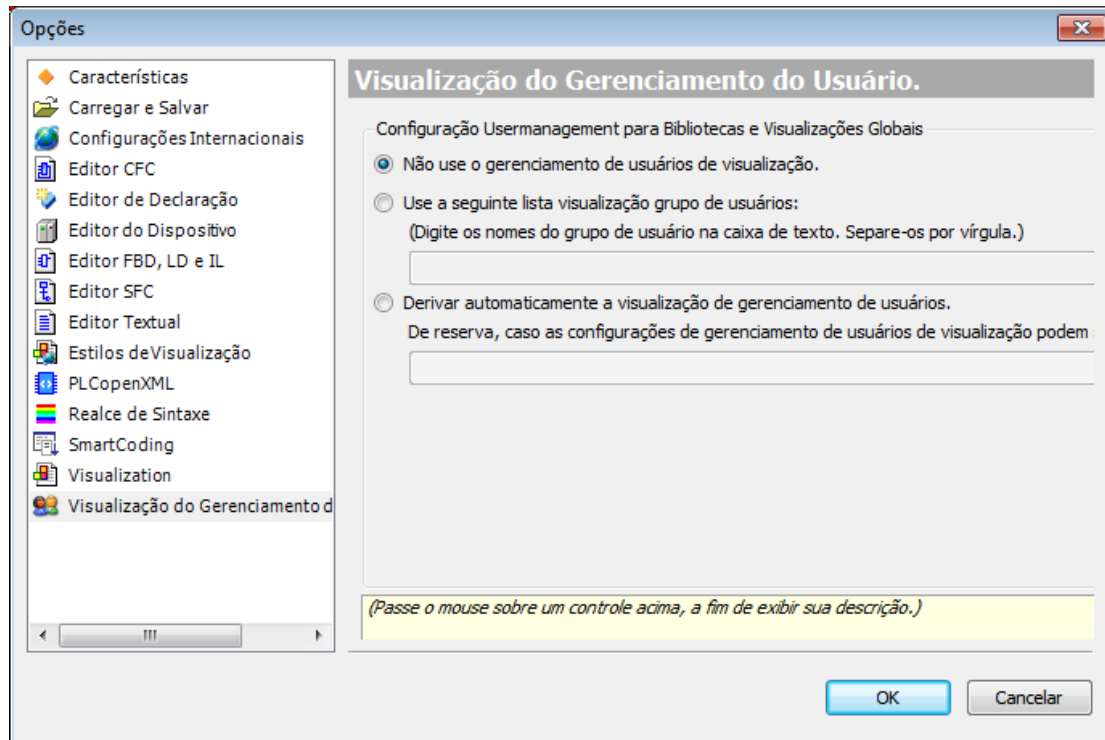 Opções
Características
Carregar e Salvar
Configurações Internacionais
Editor CFC
Editor de Declaração
Editor do Dispositivo
Editor FBD, LD e IL
Editor SFC
Editor Textual
Estilos deVisualização
PLCopenXML
Realce de Sintaxe
SmartCoding
Visualization
Visualização do Gerenciamento d
Visualização do Gerenciamento do Usuário.
Configuração Usermanagement para Bibliotecas e Visualizações Globais
Não use o gerenciamento de usuários de visualização.
Use a seguinte lista visualização grupo de usuários:
(Digite os nomes do grupo de usuário na caixa de texto. Separe-os por vírgula.)
Derivar automaticamente a visualização de gerenciamento de usuários.
De reserva, caso as configurações de gerenciamento de usuários de visualização podem
(Passe o mouse sobre um controle acima, a fim de exibir sua descrição.)
OK
Cancelar